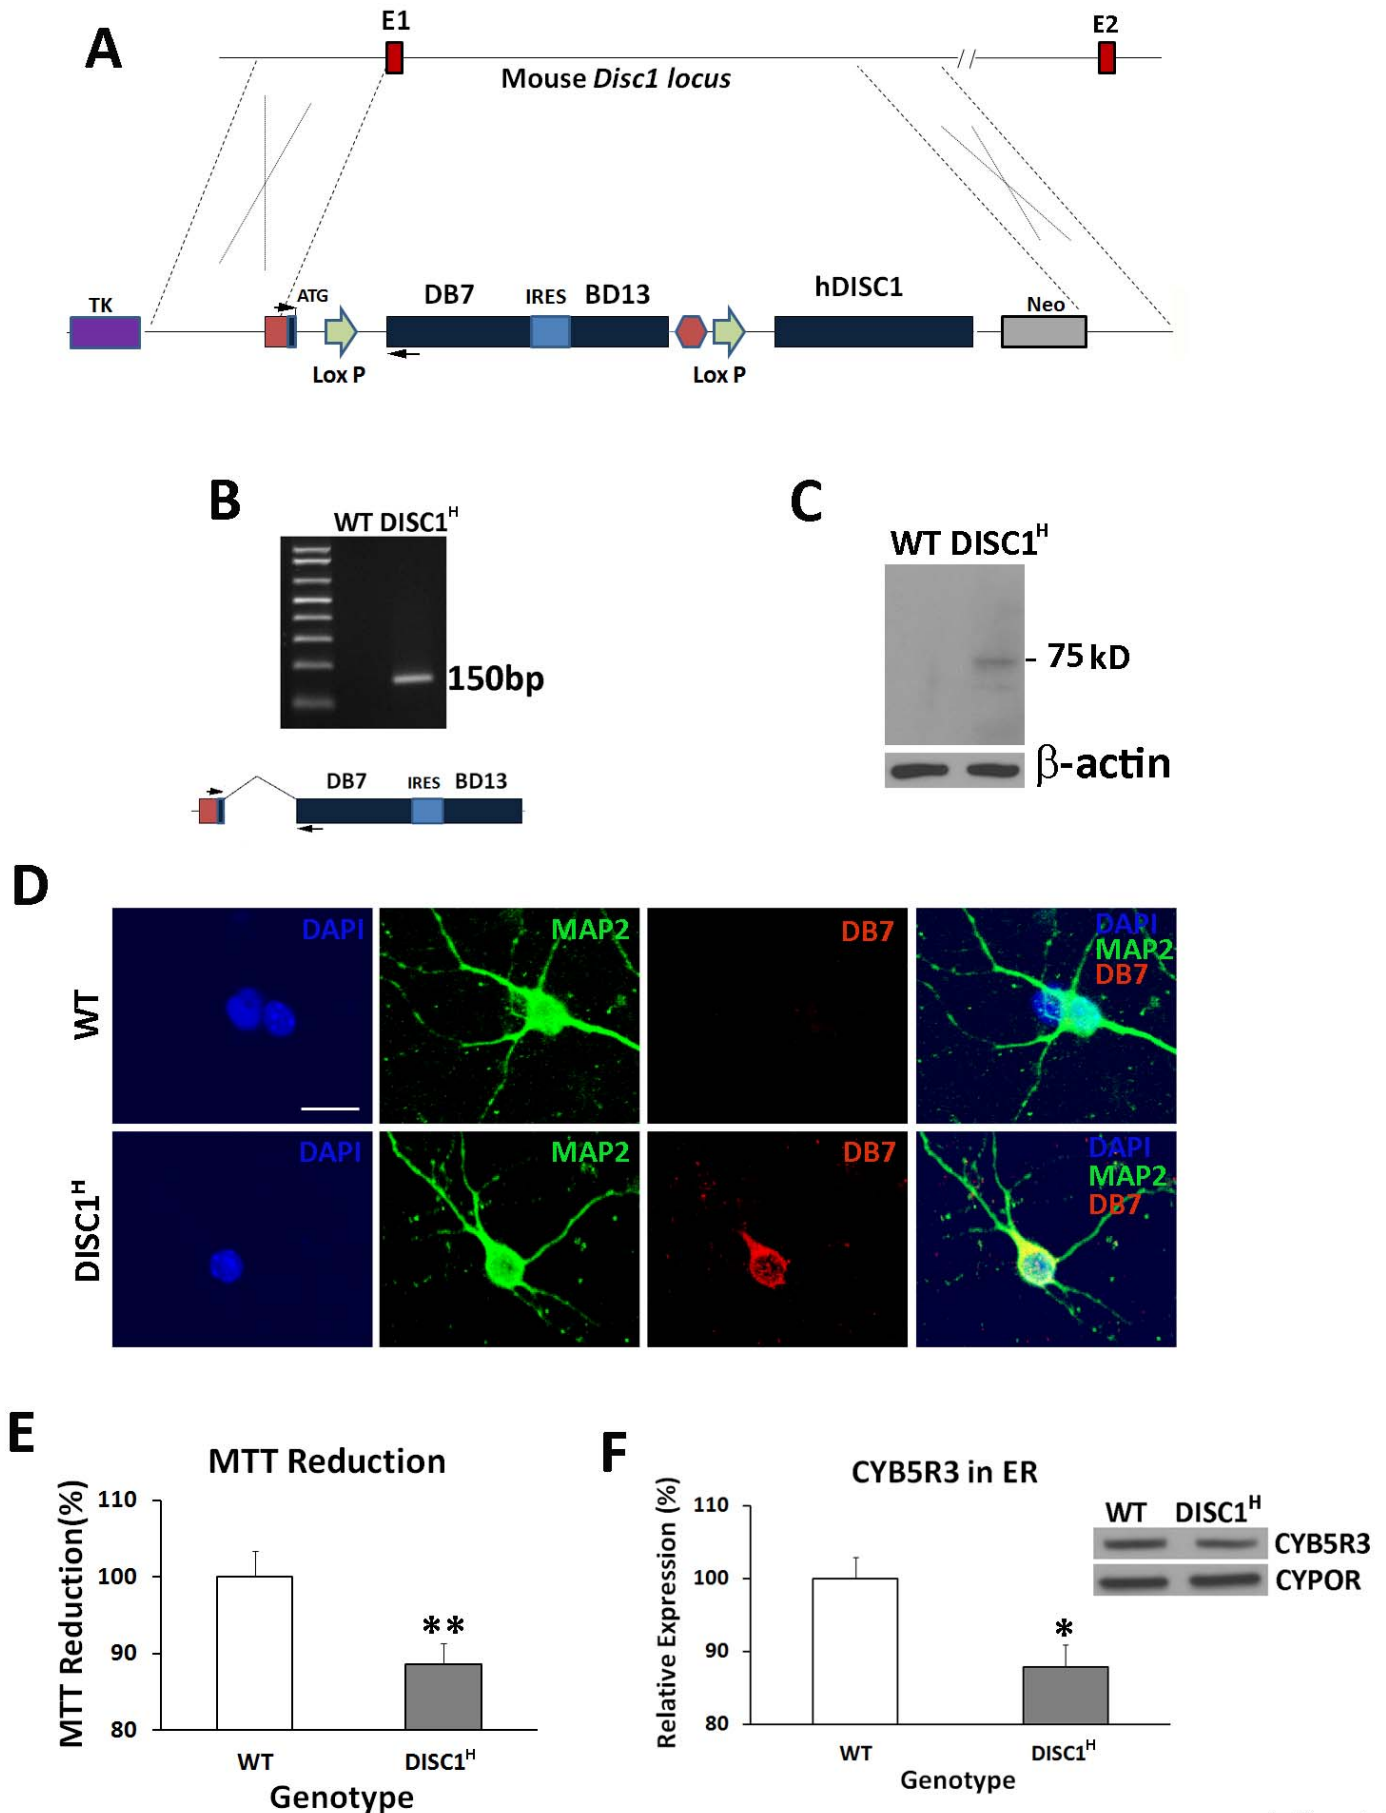 A
E1
E2
Mouse Disc1 locus
TK
ATG
DB7
IRES
BD13
hDISC1
Neo
Lox P
Lox P
B
WT DISC1H
150bp
DB7
IRES
BD13
C
WT DISC1H
- 75 kD
β-actin
D
WT
DAPI
MAP2
DB7
DAPI
MAP2
DB7
DISC1H
DAPI
MAP2
DB7
DAPI
MAP2
DB7
E
MTT Reduction
MTT Reduction(%)
110
100
90
80
**
WT
DISC1H
Genotype
F
CYB5R3 in ER
Relative Expression (%)
110
100
90
80
*
WT
DISC1H
Genotype
WT
DISC1H
CYB5R3
CYPOR